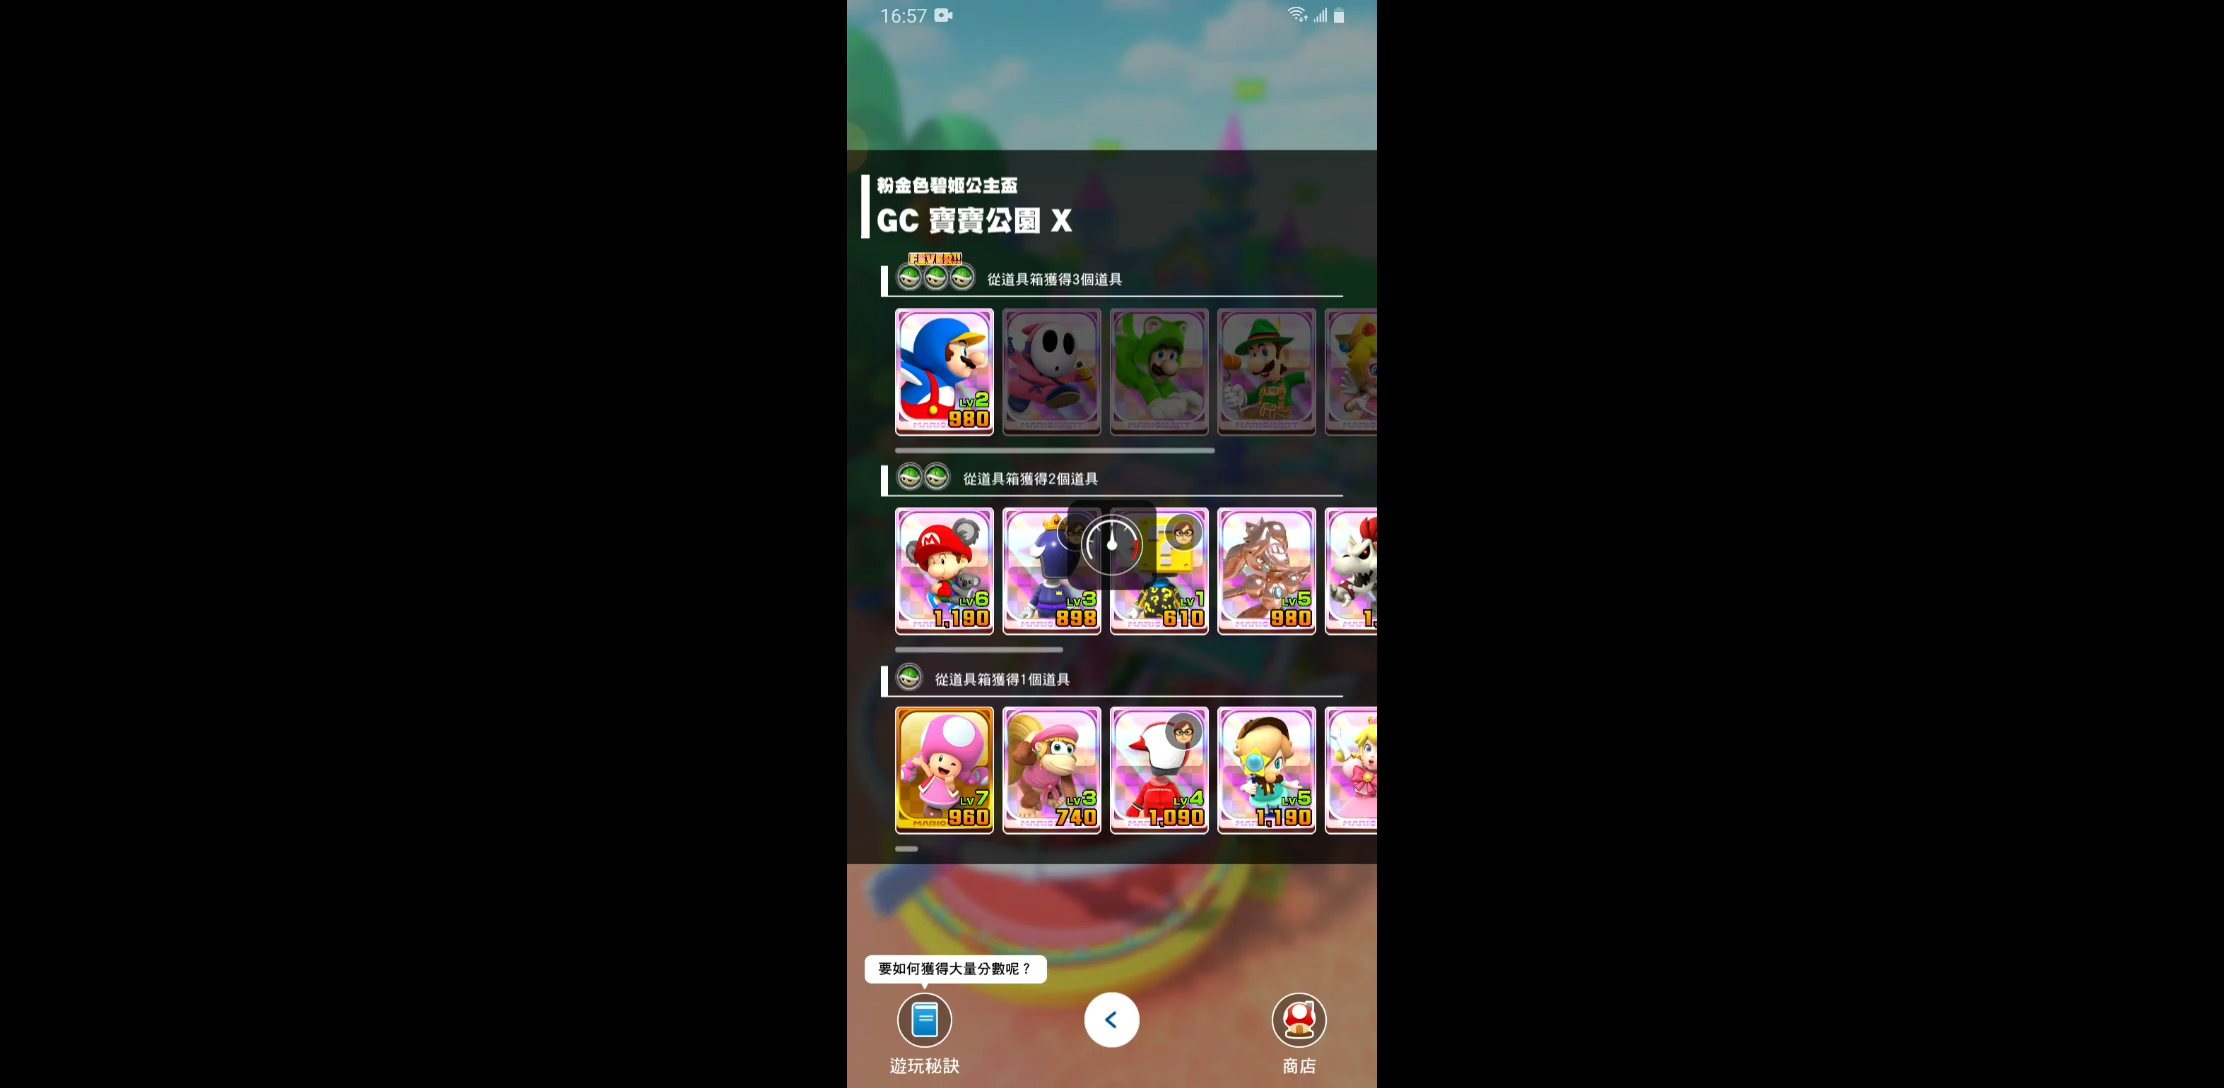 16:57
粉金色碧姬公主盃
GC 寶寶公園 X
FEVER!!
從道具箱獲得3個道具
LV2
980
從道具箱獲得2個道具
LV6 LV3 LV1 LV5
1,190 898 610 980
從道具箱獲得1個道具
LV7 LV3 LV4 LV5
960 740 1,090 1,190
要如何獲得大量分數呢？
遊玩秘訣
商店